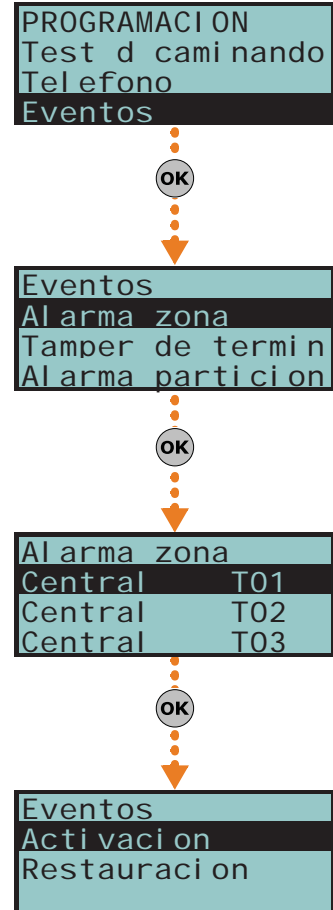 PROGRAMACION
Test d caminando
Telefono
Eventos
OK
Eventos
Alarma zona
Tamper de termin
Alarma particion
OK
Alarma zona
Central T01
Central T02
Central T03
OK
Eventos
Activacion
Restauracion